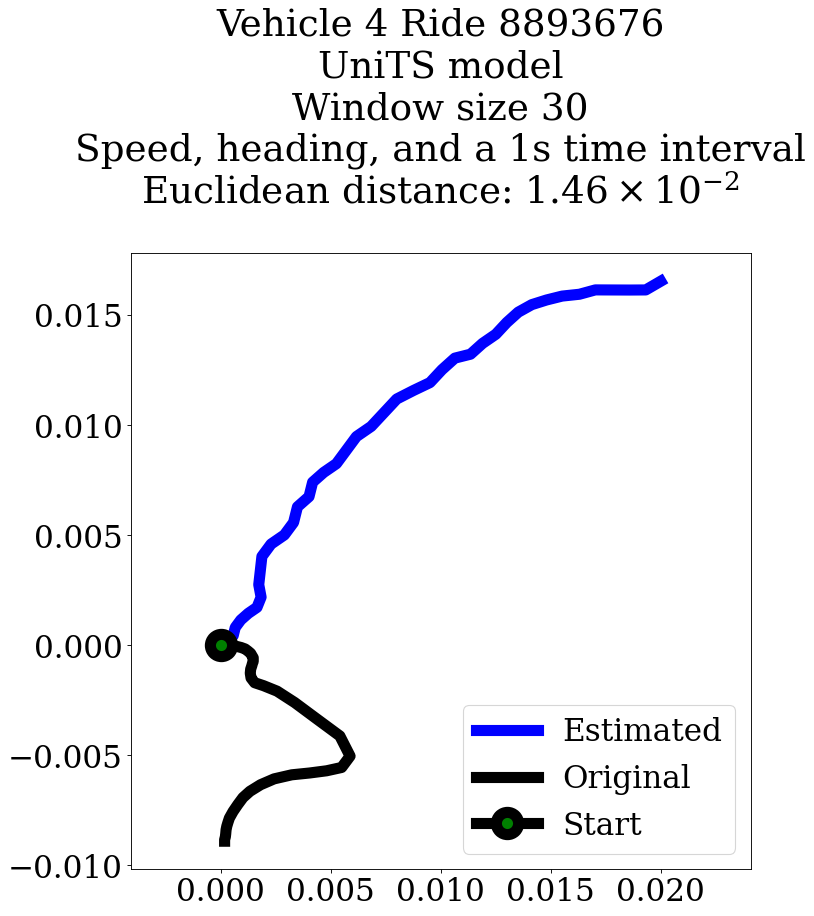 Vehicle 4 Ride 8893676
UniTS model
Window size 30
Speed, heading, and a 1s time interval
Euclidean distance: 1.46 × 10⁻²
0.015
0.010
0.005
0.000
−0.005
−0.010
Estimated
Original
Start
0.000 0.005 0.010 0.015 0.020